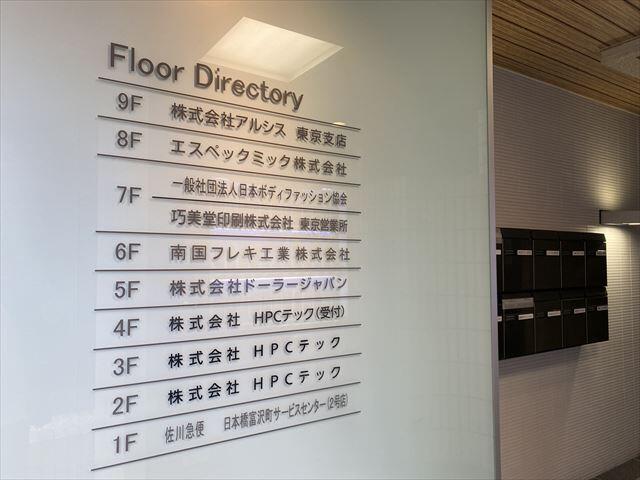 Floor Directory
9F 株式会社アルシス 東京支店
8F エスペックミック株式会社
7F 一般社団法人日本ボディファッション協会
巧美堂印刷株式会社 東京営業所
6F 南国フレキ工業 株式会社
5F 株式会社ドーラージャパン
4F 株式会社 HPCテック(受付)
3F 株式会社 HPCテック
2F 株式会社 HPCテック
1F 佐川急便 日本橋富沢町サービスセンター(2号店)